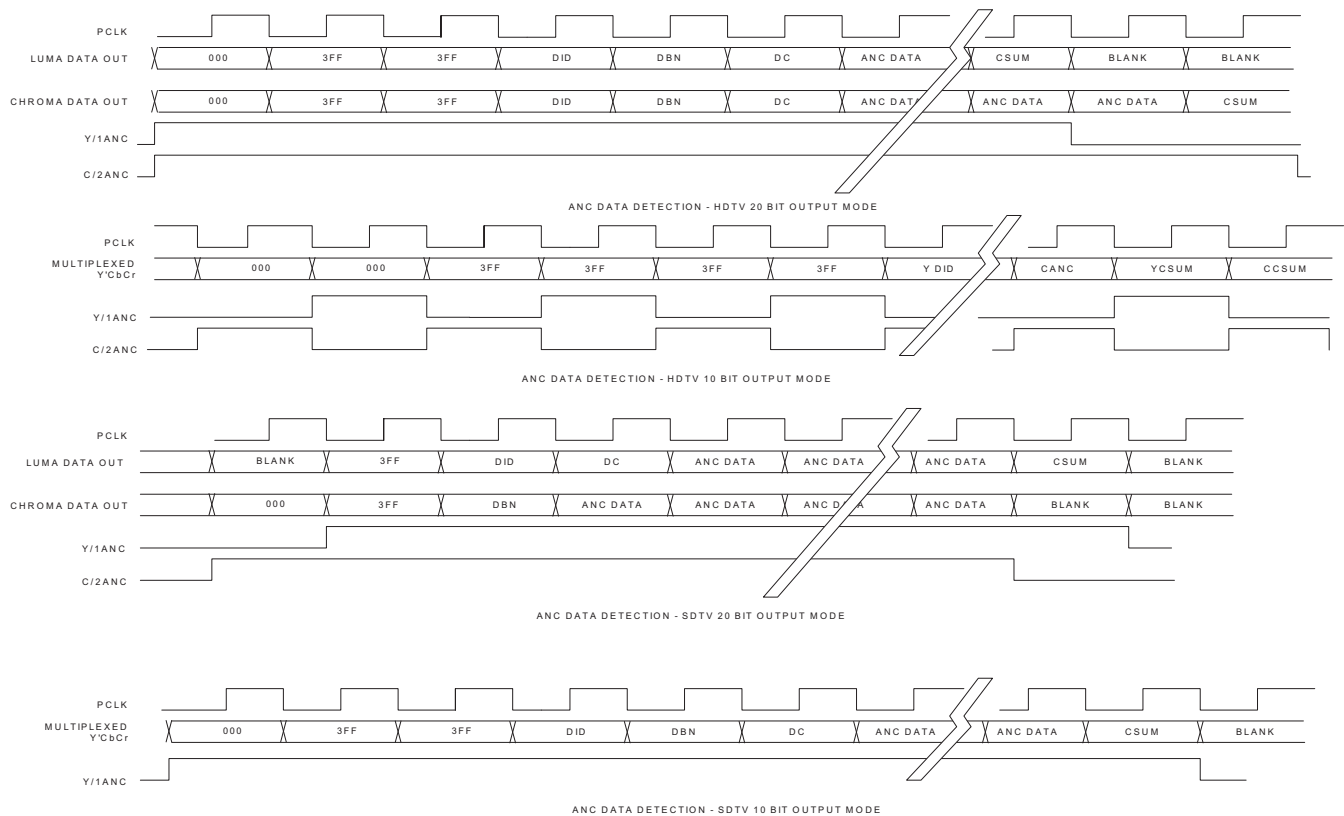 PCLK
LUMA DATA OUT 000 3FF 3FF DID DBN DC ANC DATA CSUM BLANK BLANK
CHROMA DATA OUT 000 3FF 3FF DID DBN DC ANC DATA ANC DATA ANC DATA CSUM
Y/1ANC
C/2ANC
ANC DATA DETECTION - HDTV 20 BIT OUTPUT MODE
PCLK
MULTIPLEXED
Y'CbCr 000 000 3FF 3FF 3FF 3FF Y DID CANC YCSUM CCSUM
Y/1ANC
C/2ANC
ANC DATA DETECTION - HDTV 10 BIT OUTPUT MODE
PCLK
LUMA DATA OUT BLANK 3FF DID DC ANC DATA ANC DATA ANC DATA CSUM BLANK
CHROMA DATA OUT 000 3FF DBN ANC DATA ANC DATA ANC DATA ANC DATA BLANK BLANK
Y/1ANC
C/2ANC
ANC DATA DETECTION - SDTV 20 BIT OUTPUT MODE
PCLK
MULTIPLEXED
Y'CbCr 000 3FF 3FF DID DBN DC ANC DATA ANC DATA CSUM BLANK
Y/1ANC
ANC DATA DETECTION - SDTV 10 BIT OUTPUT MODE